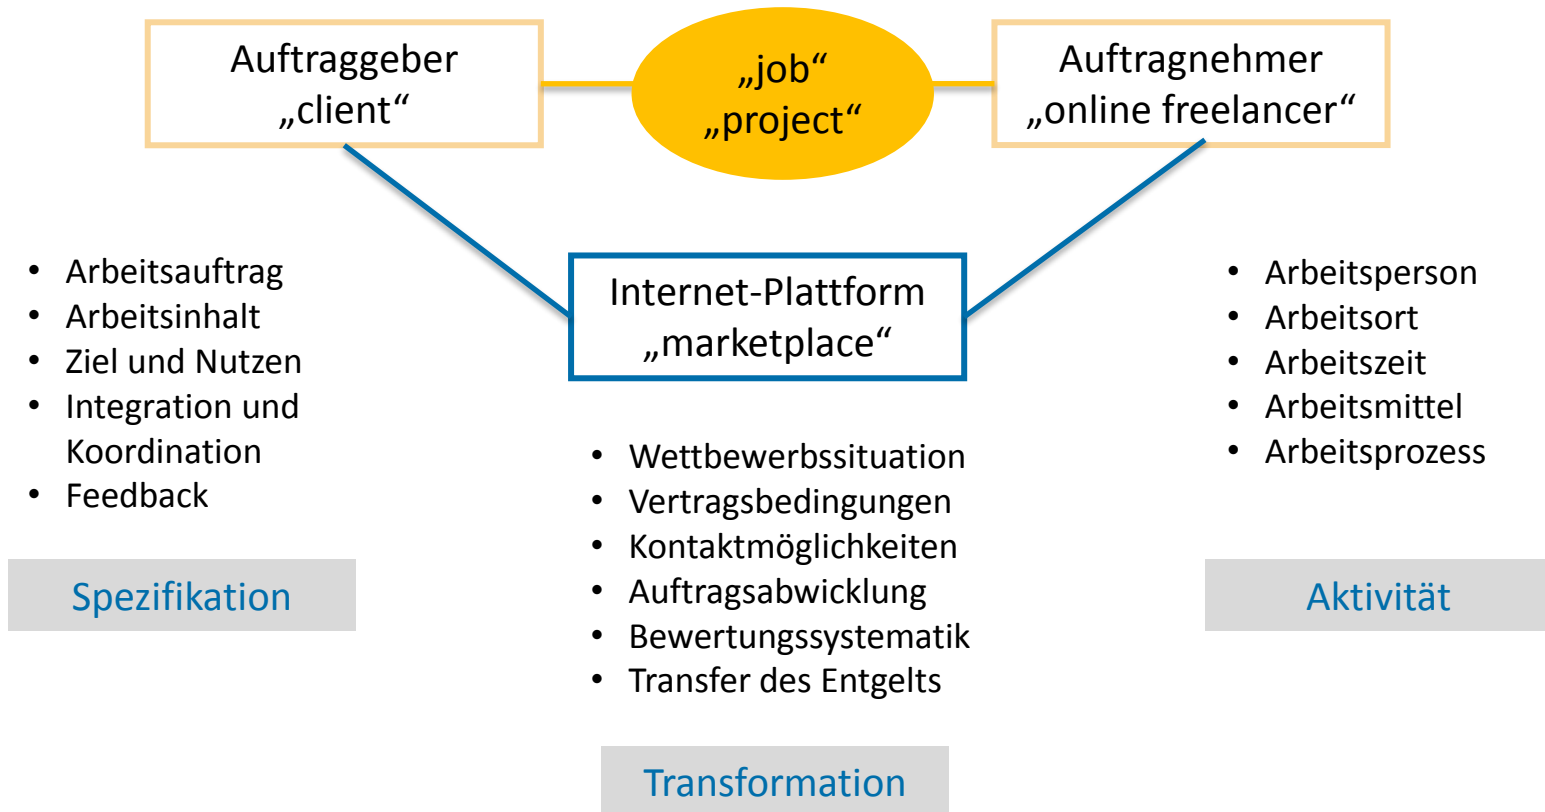 Auftraggeber
„client“
„job“
„project“
Auftragnehmer
„online freelancer“
• Arbeitsauftrag
• Arbeitsinhalt
• Ziel und Nutzen
• Integration und
Koordination
• Feedback
Spezifikation
Internet-Plattform
„marketplace“
• Wettbewerbssituation
• Vertragsbedingungen
• Kontaktmöglichkeiten
• Auftragsabwicklung
• Bewertungssystematik
• Transfer des Entgelts
Transformation
• Arbeitsperson
• Arbeitsort
• Arbeitszeit
• Arbeitsmittel
• Arbeitsprozess
Aktivität